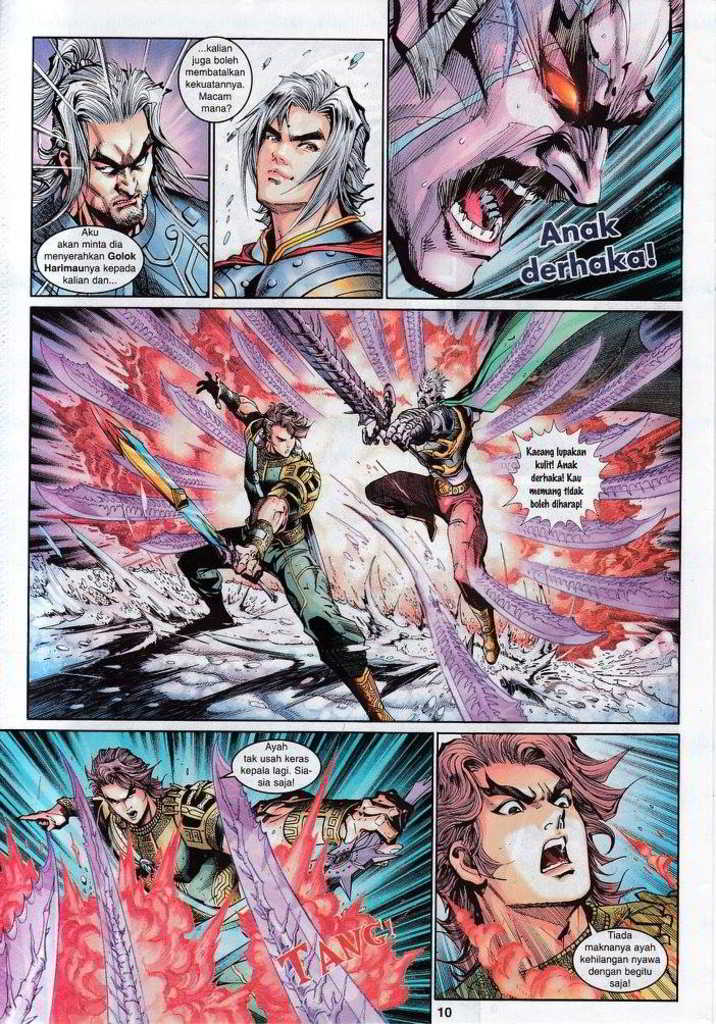 Aku
akan minta dia
menyerahkan Golok
Harimaunya kepada
kalian dan...
...kalian
juga boleh
membatalkan
kekuatannya.
Macam
mana?
Anak
derhaka!
Kacang lupakan
kulit! Anak
derhaka! Kau
memang tidak
boleh diharap!
Ayah
tak usah keras
kepala lagi. Sia-
sia saja!
TANG!
Tiada
maknanya ayah
kehilangan nyawa
dengan begitu
saja!
10